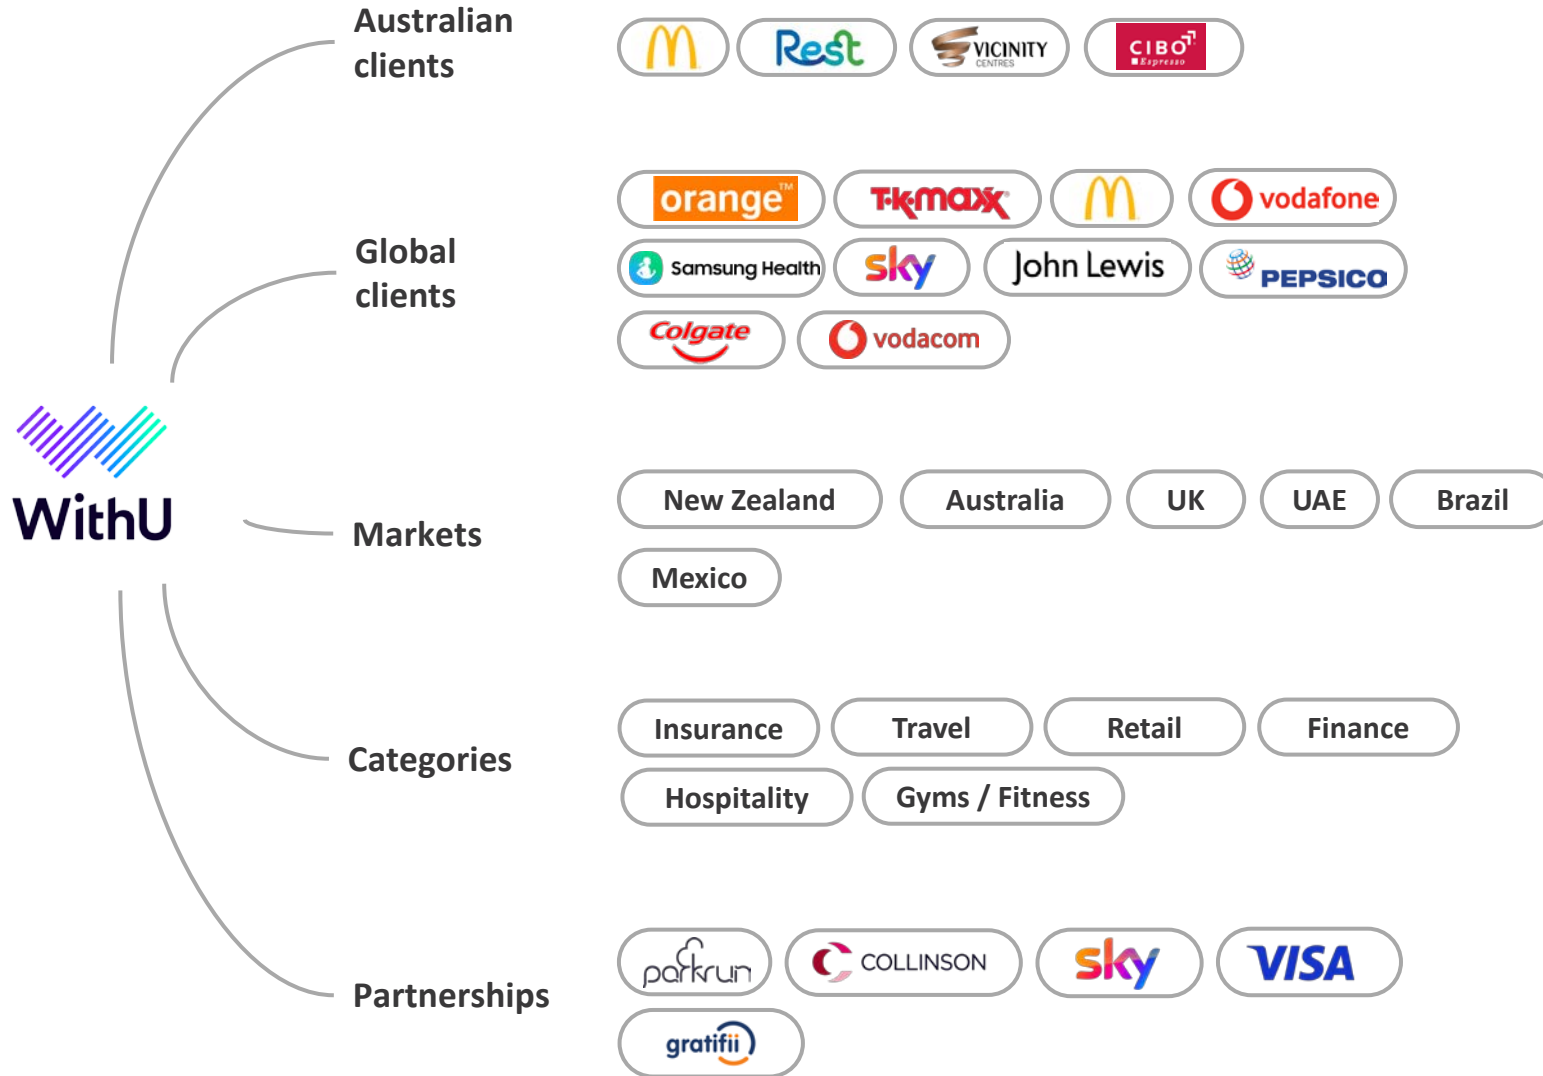 Australian
clients
Rest VICINITY CENTRES CIBO Espresso
Global
clients
orange™ T·K·maxx® vodafone
Samsung Health sky John Lewis PEPSICO
Colgate vodacom
WithU
Markets
New Zealand Australia UK UAE Brazil
Mexico
Categories
Insurance Travel Retail Finance
Hospitality Gyms / Fitness
Partnerships
parkrun COLLINSON sky VISA
gratifii